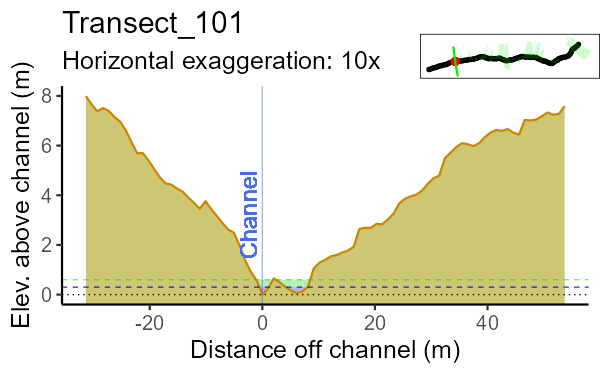 Transect_101
Horizontal exaggeration: 10x
Elev. above channel (m)
8
6
4
2
0
Channel
-20
0
20
40
Distance off channel (m)